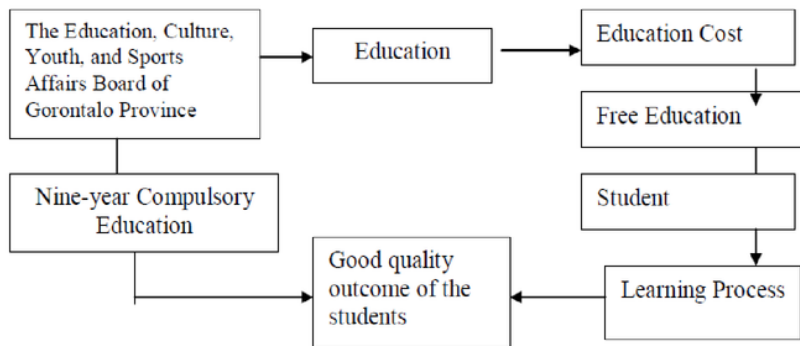 The Education, Culture,
Youth, and Sports
Affairs Board of
Gorontalo Province
Education
Education Cost
Free Education
Student
Learning Process
Nine-year Compulsory
Education
Good quality
outcome of the
students